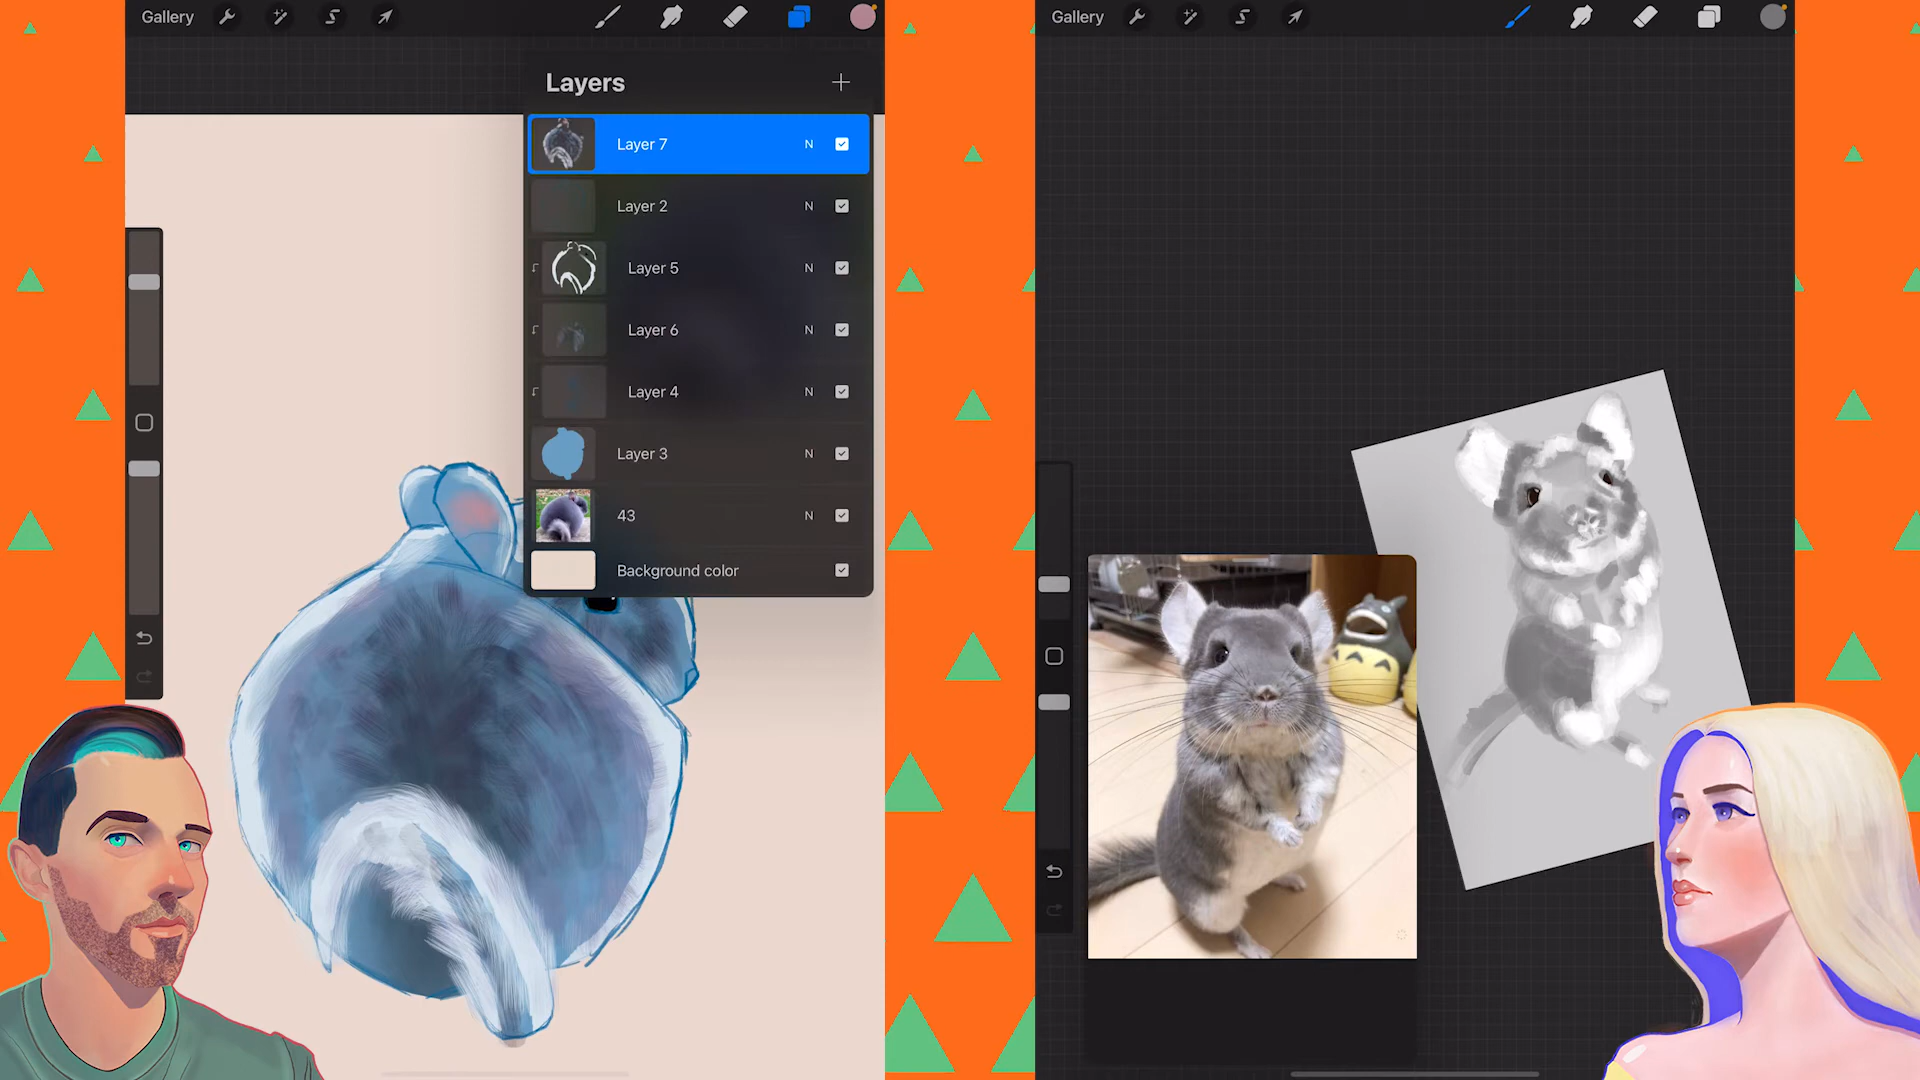 Gallery
Layers
Layer 7 N
Layer 2 N
Layer 5 N
Layer 6 N
Layer 4 N
Layer 3 N
43 N
Background color
Gallery